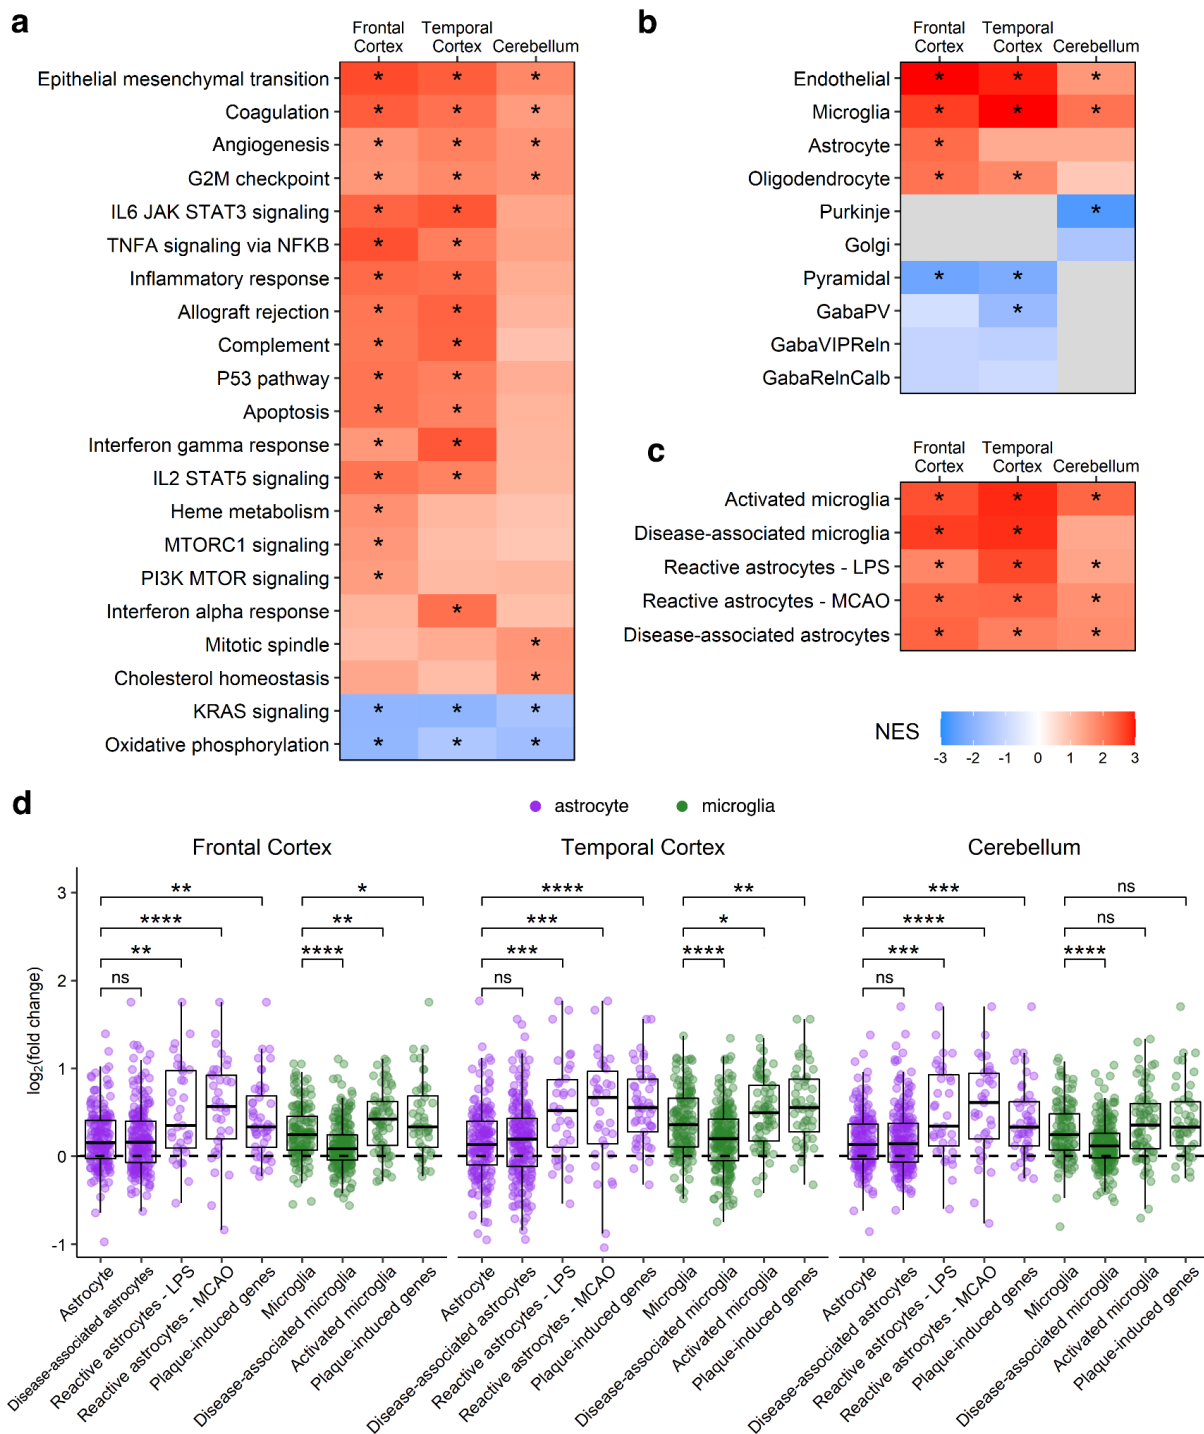 a
Frontal Cortex
Temporal Cortex
Cerebellum
Epithelial mesenchymal transition * * *
Coagulation * * *
Angiogenesis * * *
G2M checkpoint * * *
IL6 JAK STAT3 signaling * *
TNFA signaling via NFKB * *
Inflammatory response * *
Allograft rejection * *
Complement * *
P53 pathway * *
Apoptosis * *
Interferon gamma response * *
IL2 STAT5 signaling * *
Heme metabolism *
MTORC1 signaling *
PI3K MTOR signaling *
Interferon alpha response *
Mitotic spindle *
Cholesterol homeostasis *
KRAS signaling * * *
Oxidative phosphorylation * * *
b
Frontal Cortex
Temporal Cortex
Cerebellum
Endothelial * * *
Microglia * * *
Astrocyte *
Oligodendrocyte * *
Purkinje *
Golgi
Pyramidal * *
GabaPV *
GabaVIPReln
GabaRelnCalb
c
Frontal Cortex
Temporal Cortex
Cerebellum
Activated microglia * * *
Disease-associated microglia * *
Reactive astrocytes - LPS * * *
Reactive astrocytes - MCAO * * *
Disease-associated astrocytes * * *
NES
-3 -2 -1 0 1 2 3
d
astrocyte microglia
Frontal Cortex
Temporal Cortex
Cerebellum
log2(fold change)
3
2
1
0
-1
** *
**** **
** ****
ns
**** **
*** *
*** ****
ns
*** ns
**** ns
*** ****
ns
Astrocyte
Disease-associated astrocytes
Reactive astrocytes - LPS
Reactive astrocytes - MCAO
Plaque-induced genes
Microglia
Disease-associated microglia
Activated microglia
Plaque-induced genes
Astrocyte
Disease-associated astrocytes
Reactive astrocytes - LPS
Reactive astrocytes - MCAO
Plaque-induced genes
Microglia
Disease-associated microglia
Activated microglia
Plaque-induced genes
Astrocyte
Disease-associated astrocytes
Reactive astrocytes - LPS
Reactive astrocytes - MCAO
Plaque-induced genes
Microglia
Disease-associated microglia
Activated microglia
Plaque-induced genes